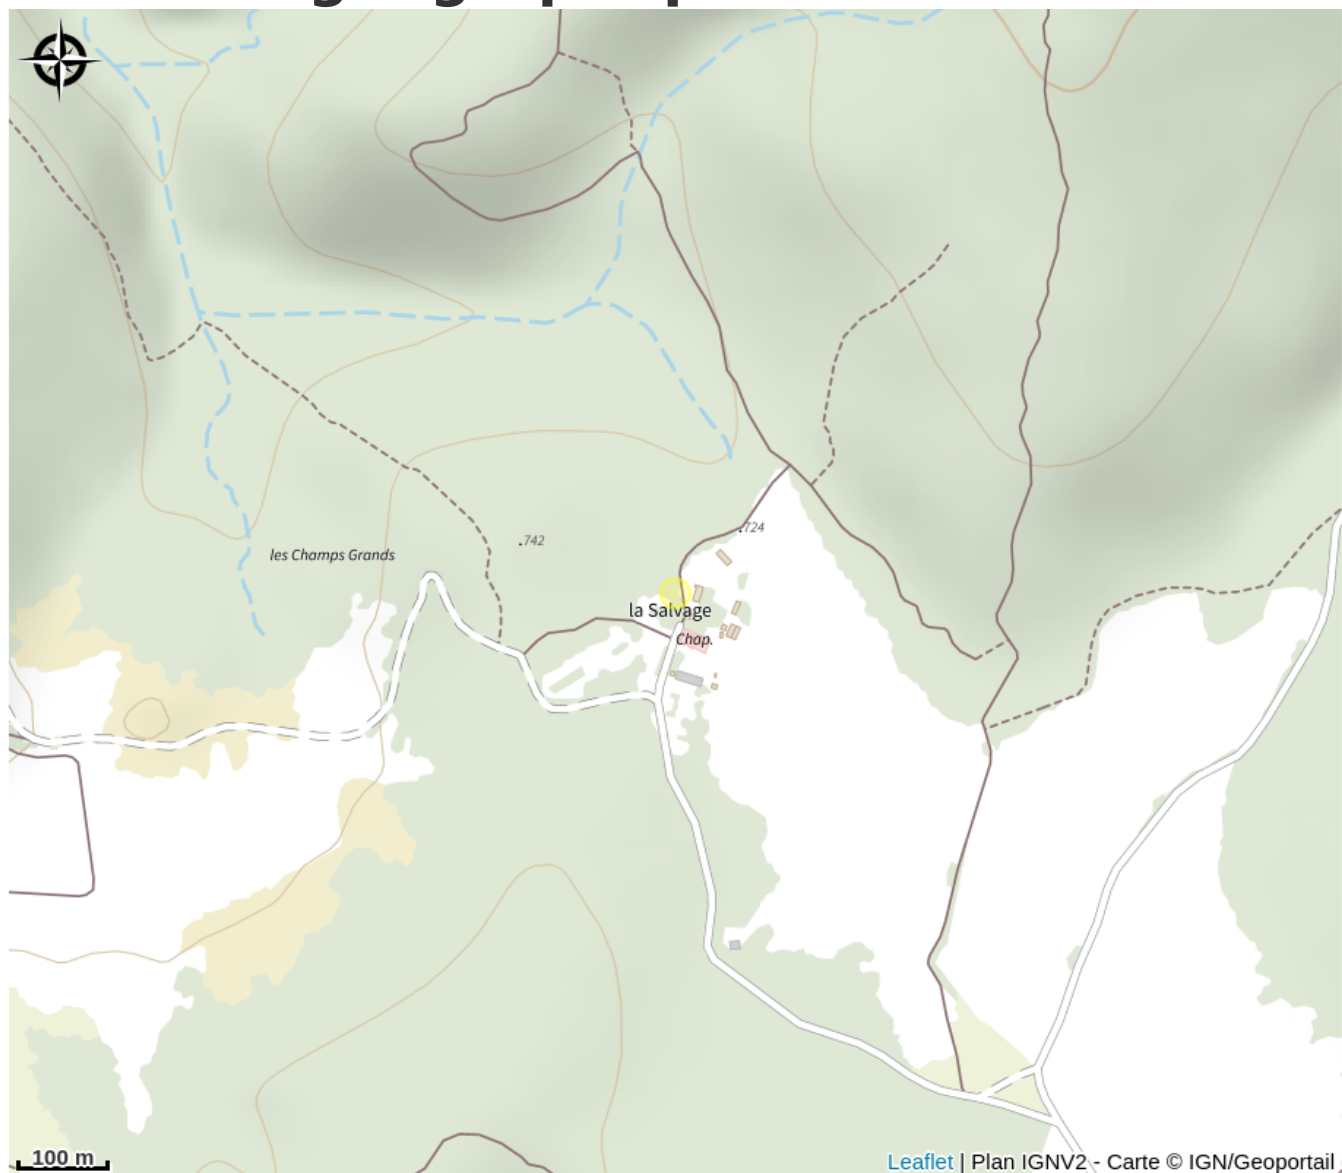 .724
.742
les Champs Grands
la Salvage
Chap.
100 m
Leaflet | Plan IGNV2 - Carte © IGN/Geoportail